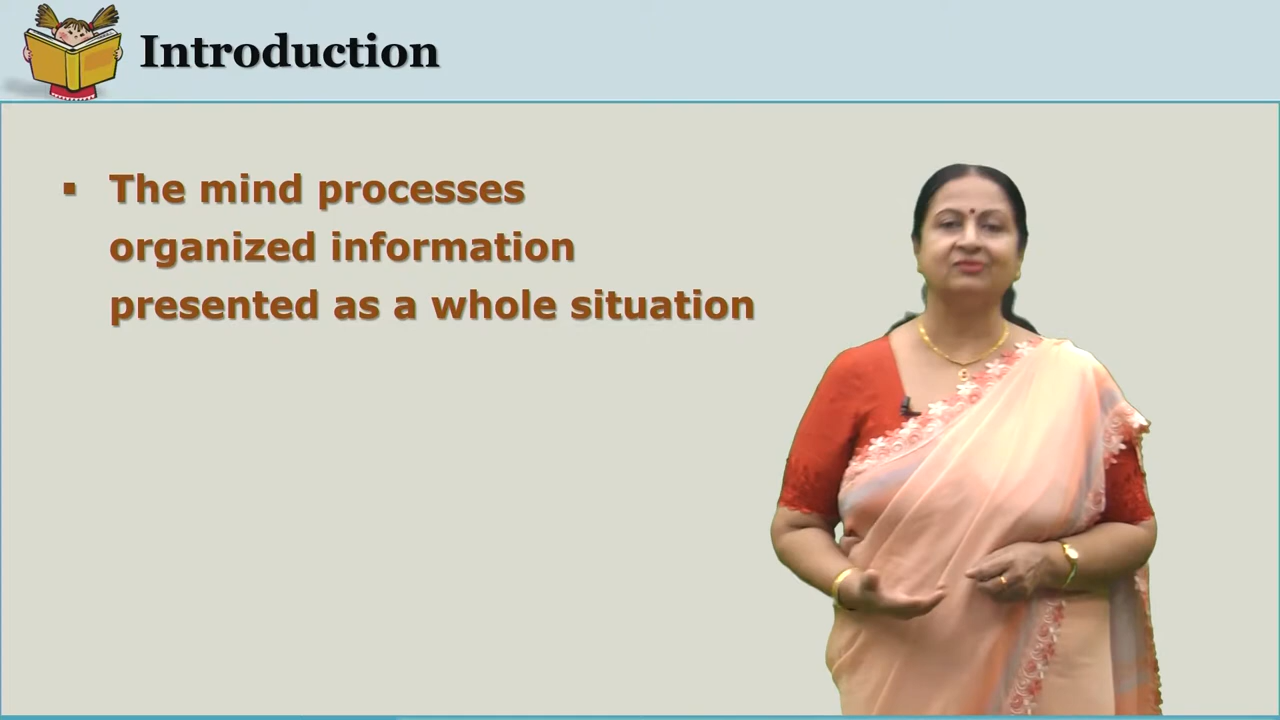 Introduction
▪ The mind processes
organized information
presented as a whole situation